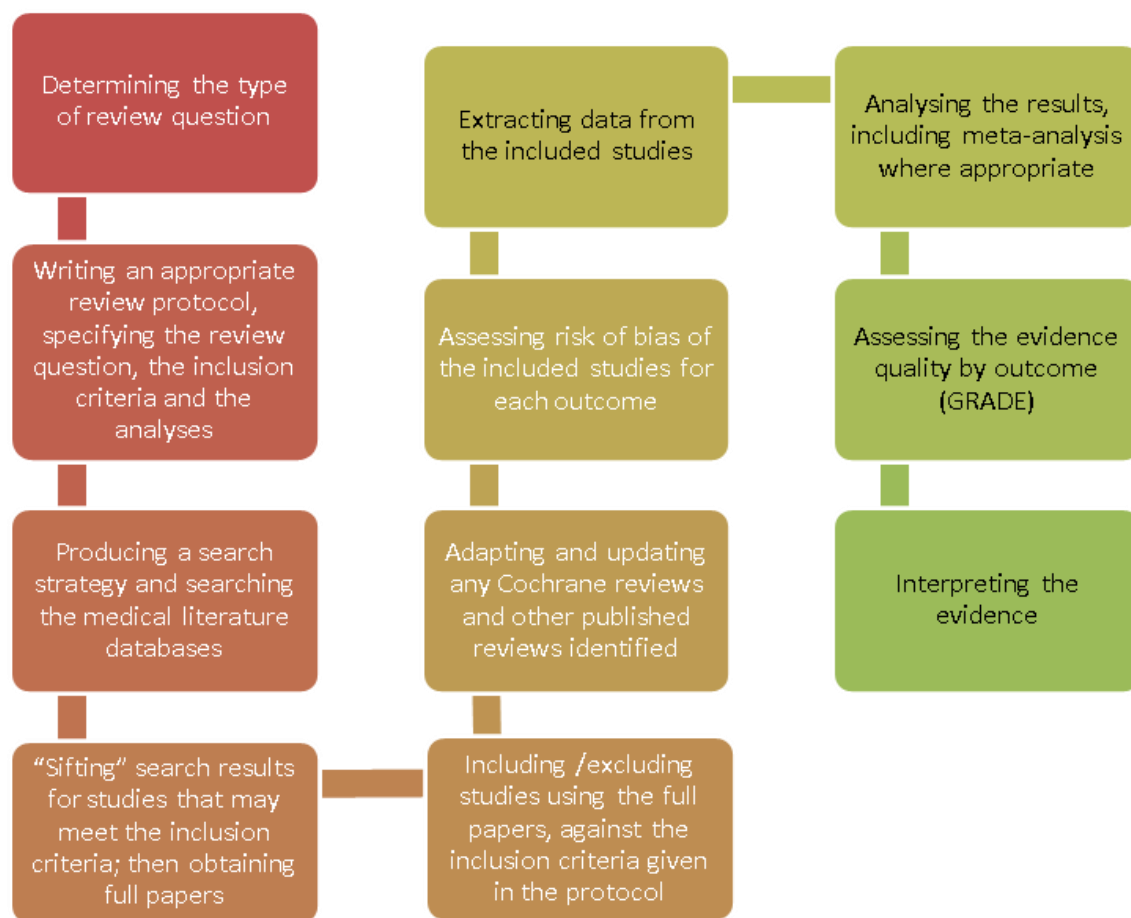 Determining the type
of review question
Writing an appropriate
review protocol,
specifying the review
question, the inclusion
criteria and the
analyses
Producing a search
strategy and searching
the medical literature
databases
“Sifting” search results
for studies that may
meet the inclusion
criteria; then obtaining
full papers
Including /excluding
studies using the full
papers, against the
inclusion criteria given
in the protocol
Adapting and updating
any Cochrane reviews
and other published
reviews identified
Assessing risk of bias of
the included studies for
each outcome
Extracting data from
the included studies
Analysing the results,
including meta-analysis
where appropriate
Assessing the evidence
quality by outcome
(GRADE)
Interpreting the
evidence